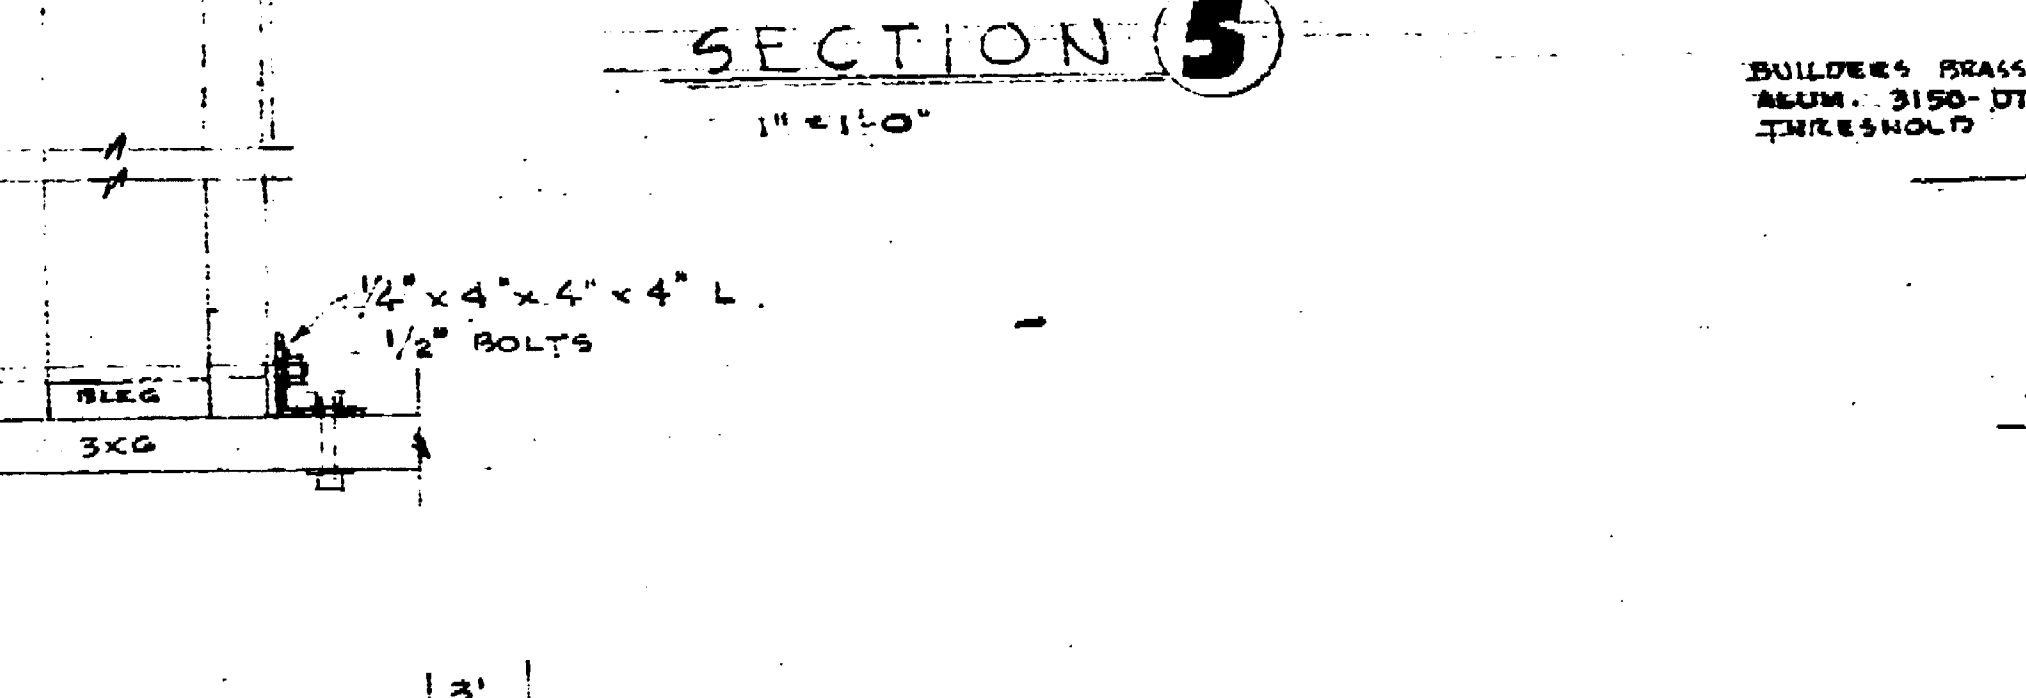 SECTION 5
1" = 1'-0"
BUILDERS BRASS
ALUM. 3150-
THRESHOLD
1/4" x 4" x 4" x 4" L
1/2" BOLTS
BLKG
3X6
3'